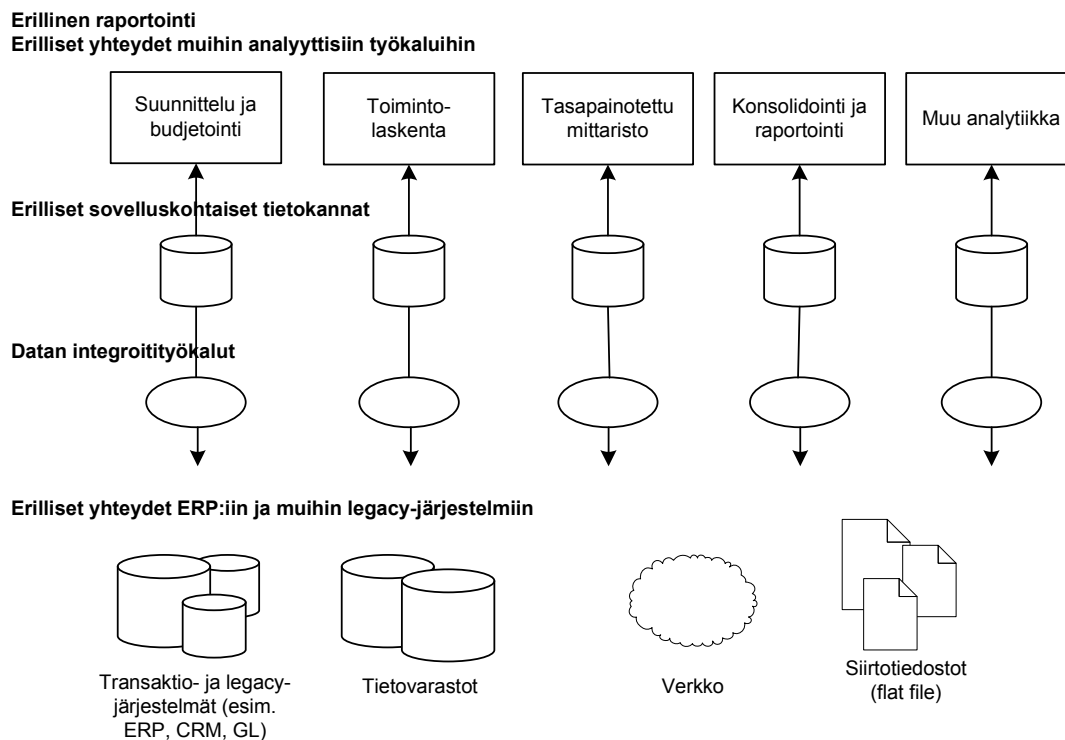 Erillinen raportointi
Erilliset yhteydet muihin analyyttisiin työkaluihin
Suunnittelu ja
budjetointi
Toiminto-
laskenta
Tasapainotettu
mittaristo
Konsolidointi ja
raportointi
Muu analytiikka
Erilliset sovelluskohtaiset tietokannat
Datan integroitityökalut
Erilliset yhteydet ERP:iin ja muihin legacy-järjestelmiin
Transaktio- ja legacy-
järjestelmät (esim.
ERP, CRM, GL)
Tietovarastot
Verkko
Siirtotiedostot
(flat file)